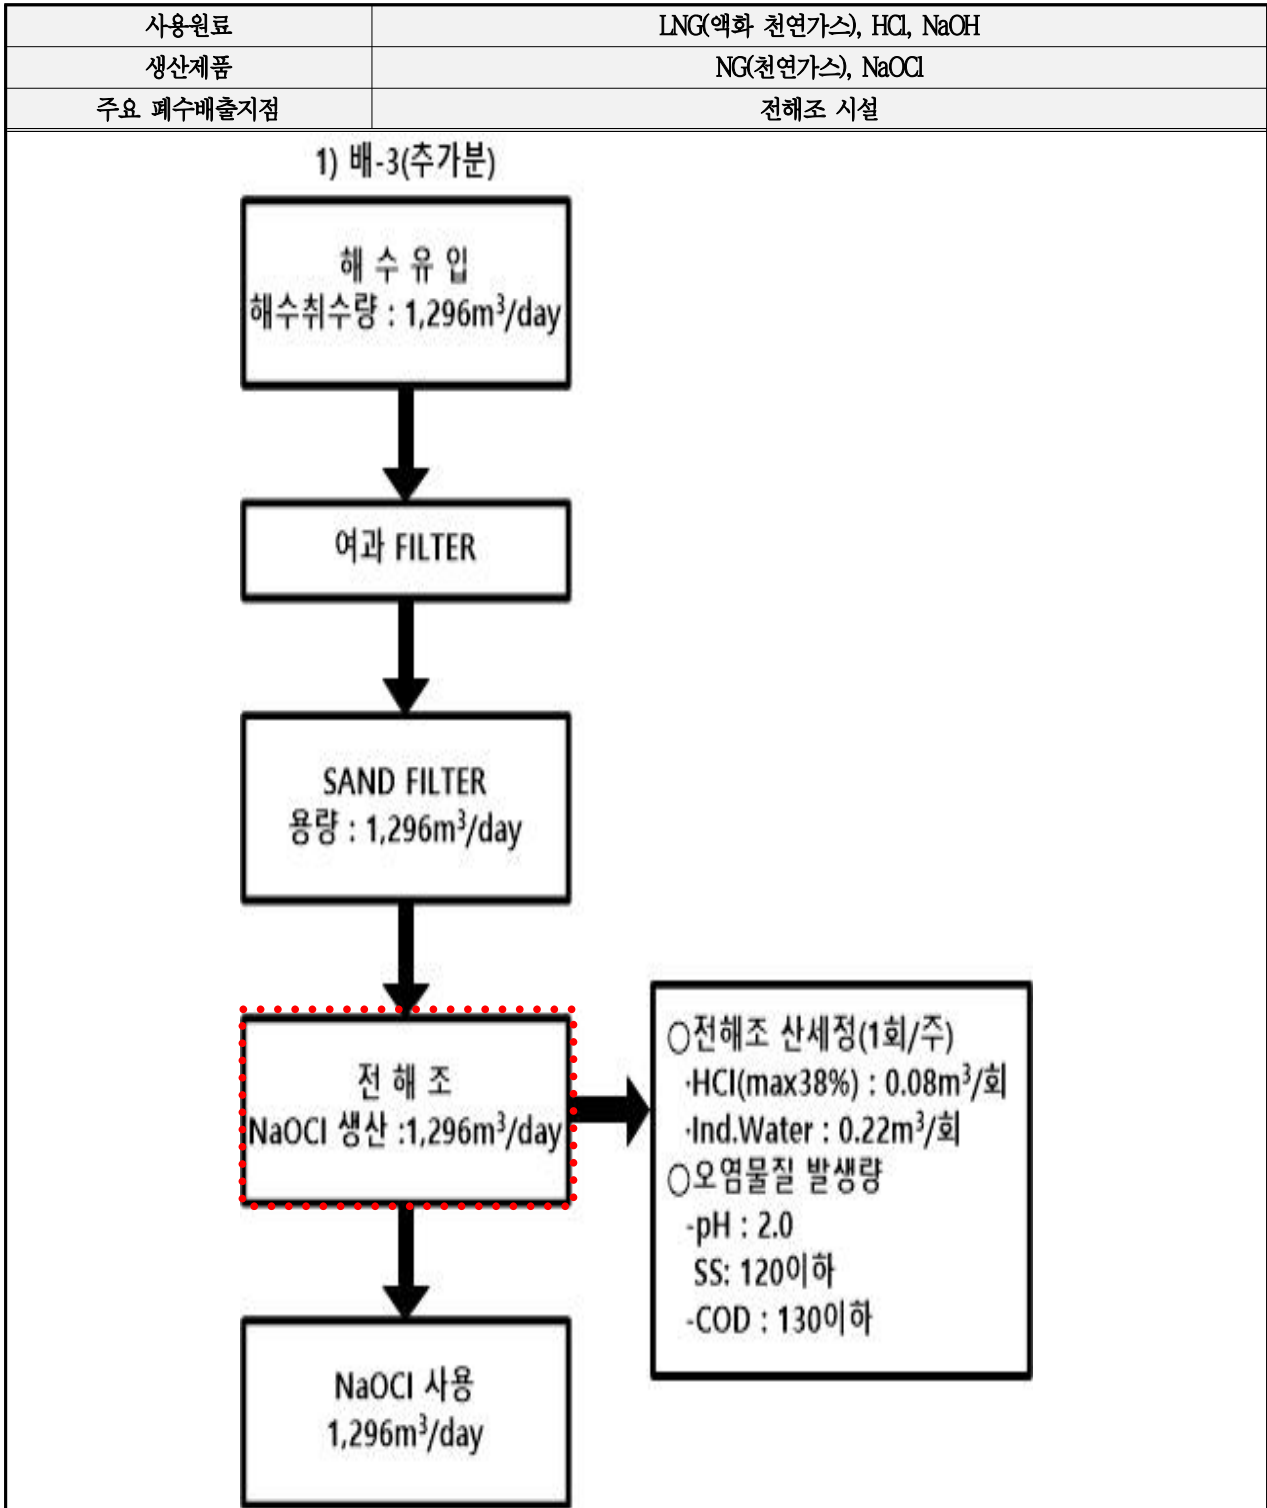 사용원료 LNG(액화 천연가스), HCl, NaOH
생산제품 NG(천연가스), NaOCl
주요 폐수배출지점 전해조 시설
1) 배-3(추가분)
해 수 유 입
해수취수량 : 1,296m³/day
여과 FILTER
SAND FILTER
용량 : 1,296m³/day
전 해 조
NaOCl 생산 :1,296m³/day
○전해조 산세정(1회/주)
·HCl(max38%) : 0.08m³/회
·Ind.Water : 0.22m³/회
○오염물질 발생량
-pH : 2.0
SS: 120이하
-COD : 130이하
NaOCl 사용
1,296m³/day